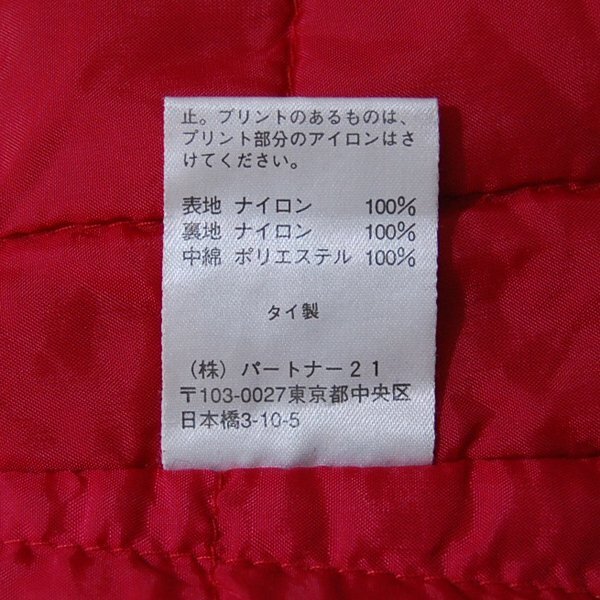 止。プリントのあるものは、
プリント部分のアイロンはさ
けてください。
表地 ナイロン 100%
裏地 ナイロン 100%
中綿 ポリエステル 100%
タイ製
（株）パートナー２１
〒103-0027東京都中央区
日本橋3-10-5